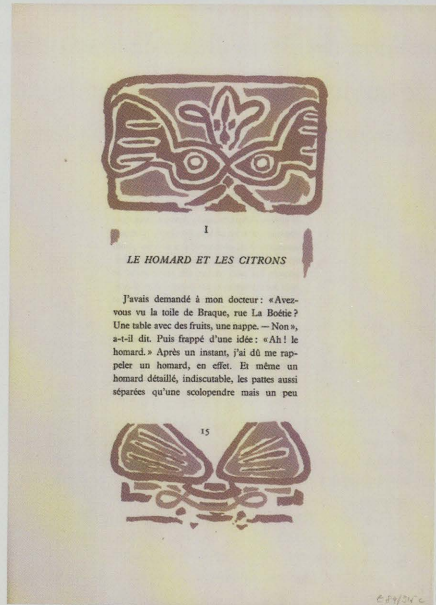 I
LE HOMARD ET LES CITRONS
J'avais demandé à mon docteur : « Avez-
vous vu la toile de Braque, rue La Boétie ?
Une table avec des fruits, une nappe. — Non »,
a-t-il dit. Puis frappé d'une idée : « Ah ! le
homard. » Après un instant, j'ai dû me rap-
peler un homard, en effet. Et même un
homard détaillé, indiscutable, les pattes aussi
séparées qu'une scolopendre mais un peu
15